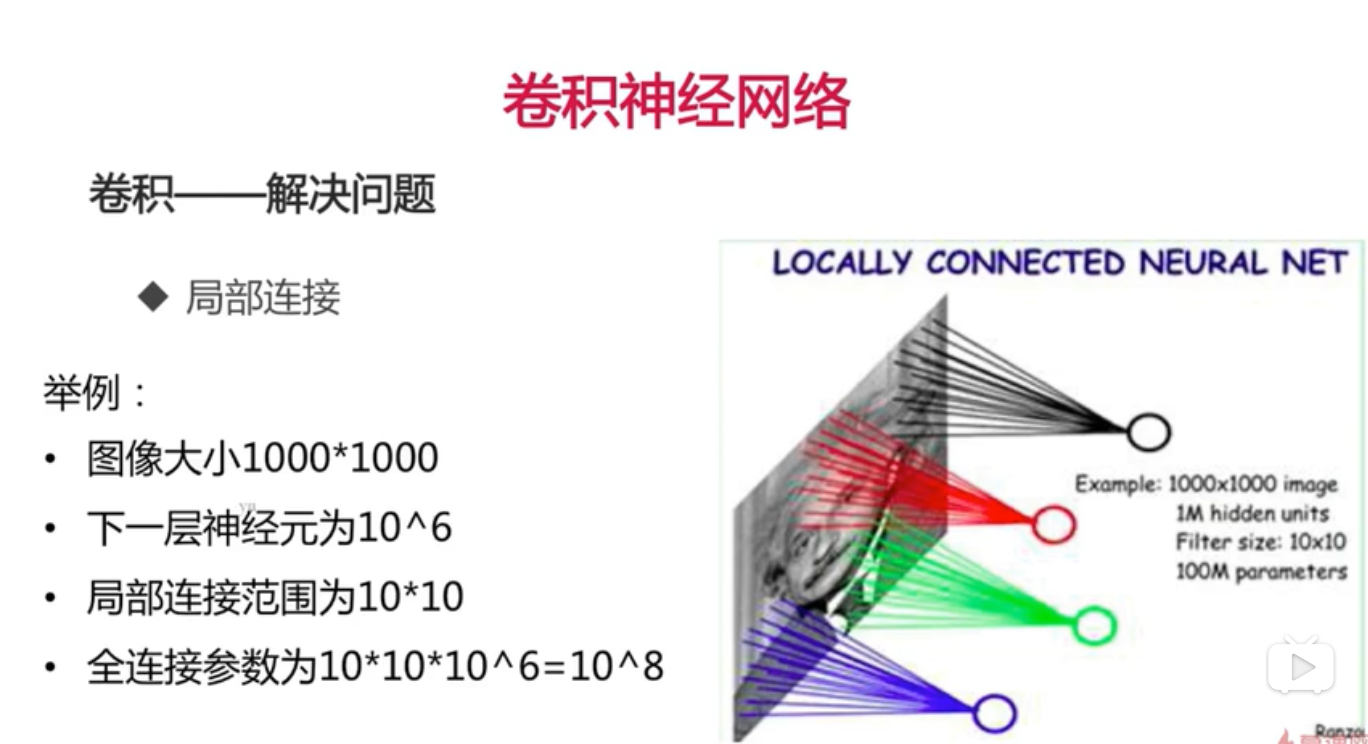 卷积神经网络
卷积——解决问题
◆ 局部连接
举例：
• 图像大小1000*1000
• 下一层神经元为10^6
• 局部连接范围为10*10
• 全连接参数为10*10*10^6=10^8
LOCALLY CONNECTED NEURAL NET
Example: 1000x1000 image
1M hidden units
Filter size: 10x10
100M parameters